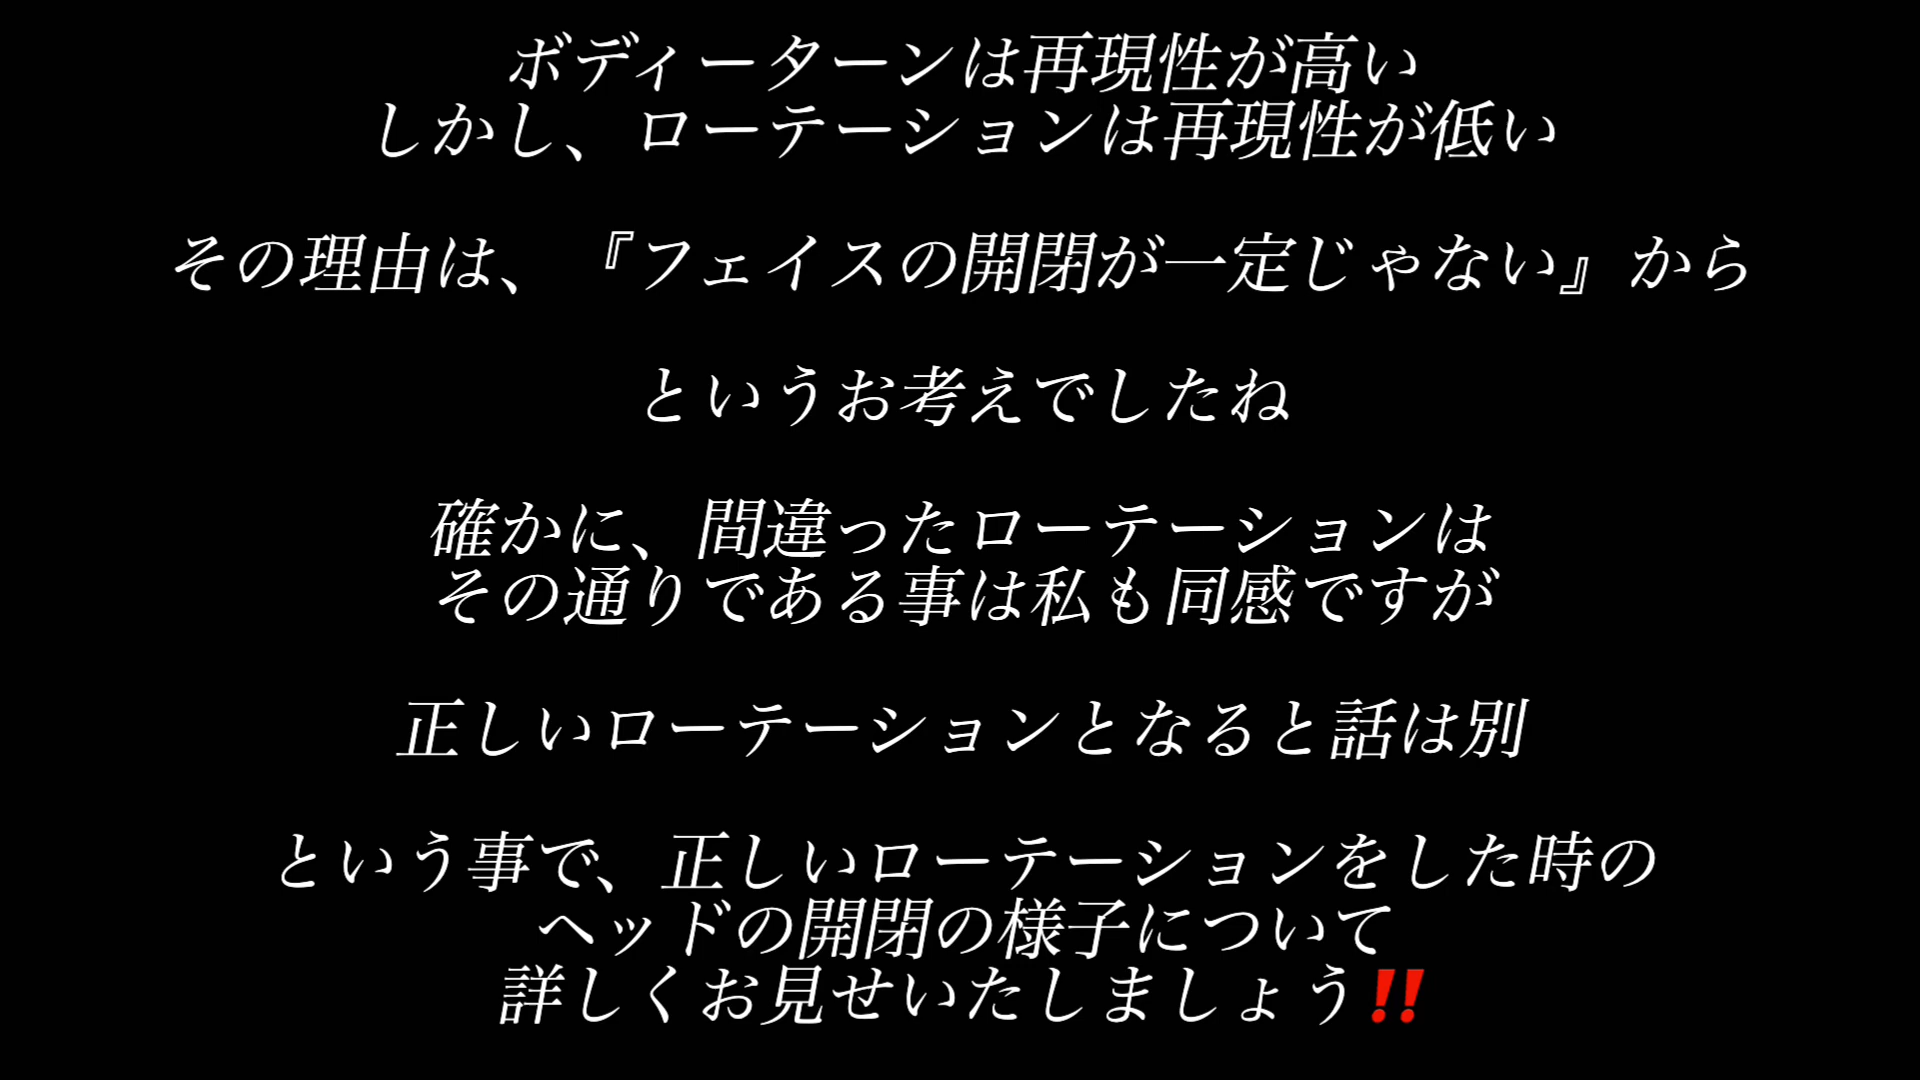 ボディーターンは再現性が高い
しかし、ローテーションは再現性が低い
その理由は、『フェイスの開閉が一定じゃない』から
というお考えでしたね
確かに、間違ったローテーションは
その通りである事は私も同感ですが
正しいローテーションとなると話は別
という事で、正しいローテーションをした時の
ヘッドの開閉の様子について
詳しくお見せいたしましょう‼️